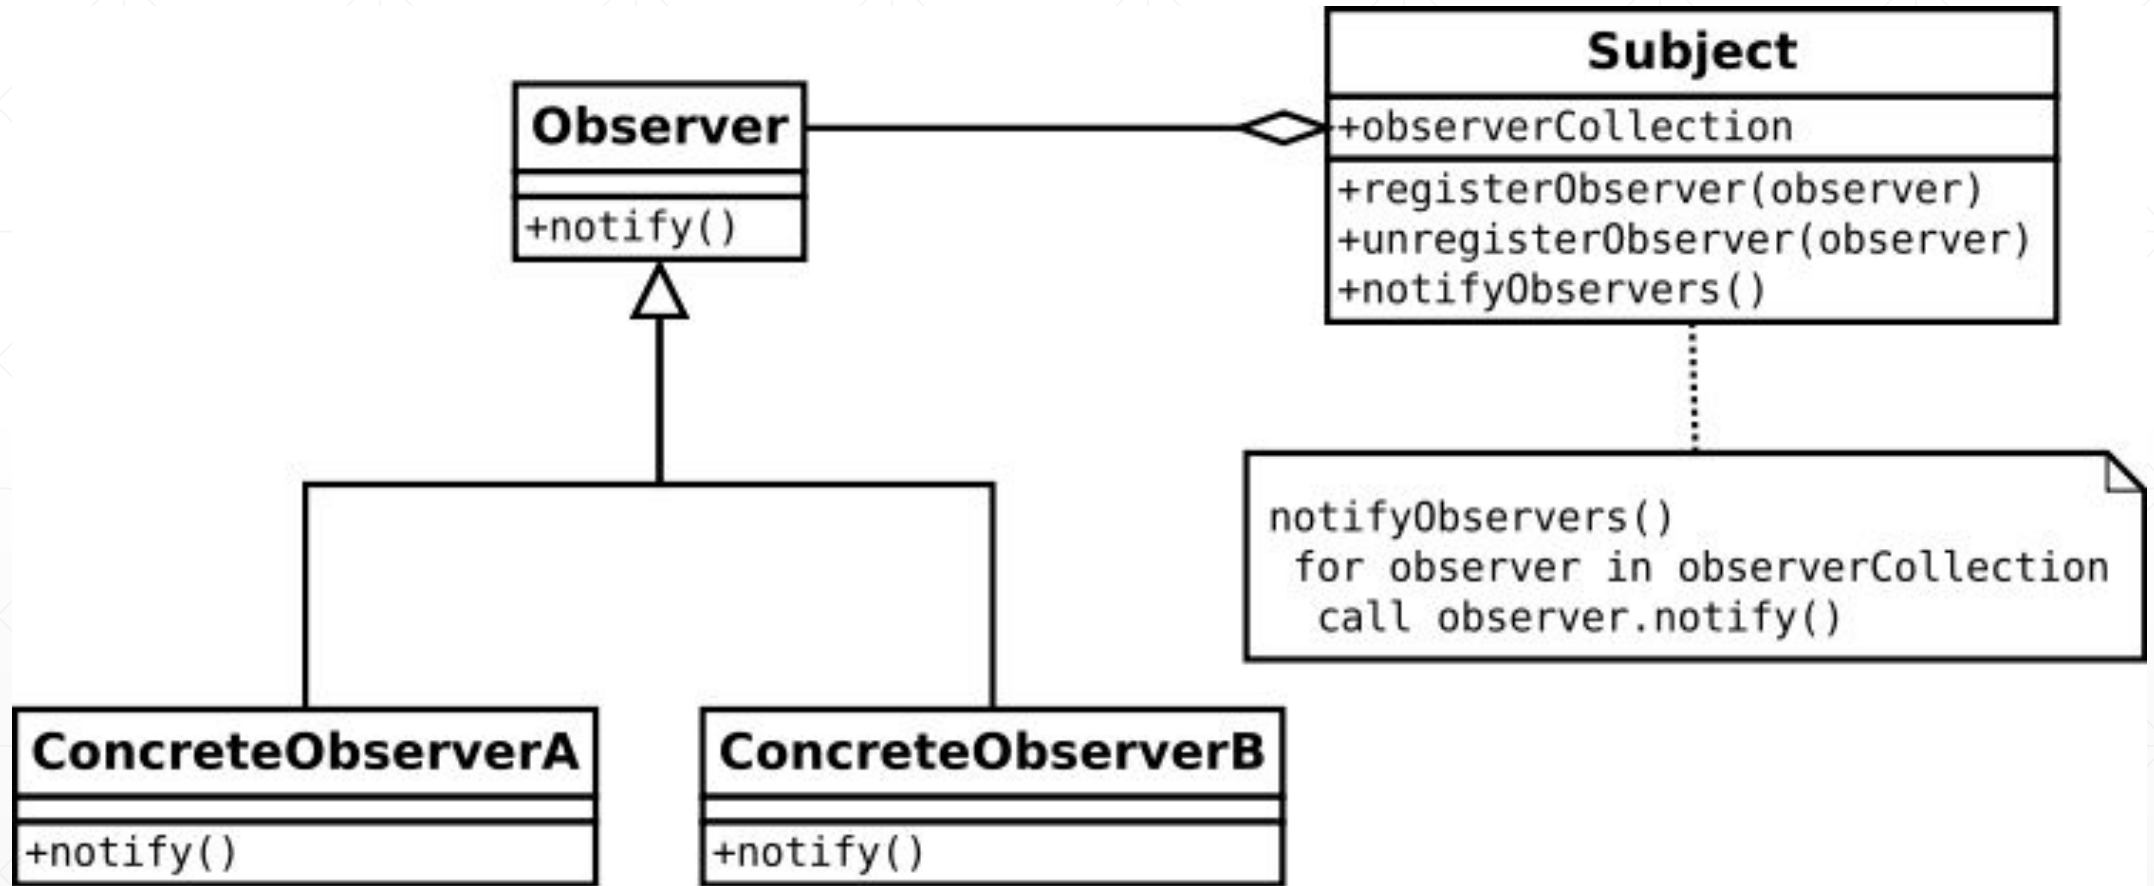 Observer
+notify()
Subject
+observerCollection
+registerObserver(observer)
+unregisterObserver(observer)
+notifyObservers()
notifyObservers()
for observer in observerCollection
call observer.notify()
ConcreteObserverA
+notify()
ConcreteObserverB
+notify()